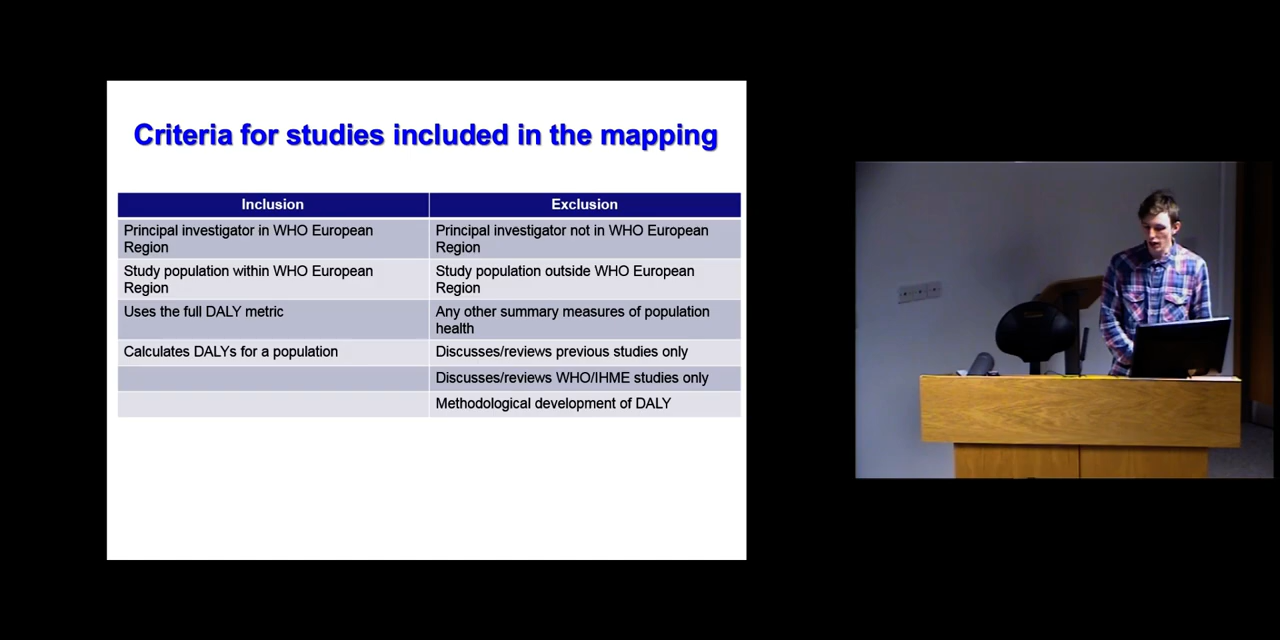 Criteria for studies included in the mapping
Inclusion
Exclusion
Principal investigator in WHO European
Region
Principal investigator not in WHO European
Region
Study population within WHO European
Region
Study population outside WHO European
Region
Uses the full DALY metric
Any other summary measures of population
health
Calculates DALYs for a population
Discusses/reviews previous studies only
Discusses/reviews WHO/IHME studies only
Methodological development of DALY